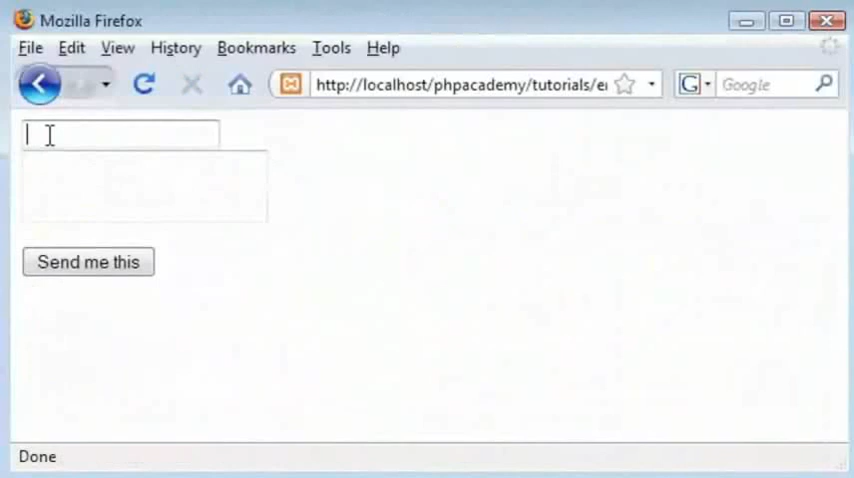 Mozilla Firefox
File Edit View History Bookmarks Tools Help
http://localhost/phpacademy/tutorials/e Google
Send me this
Done